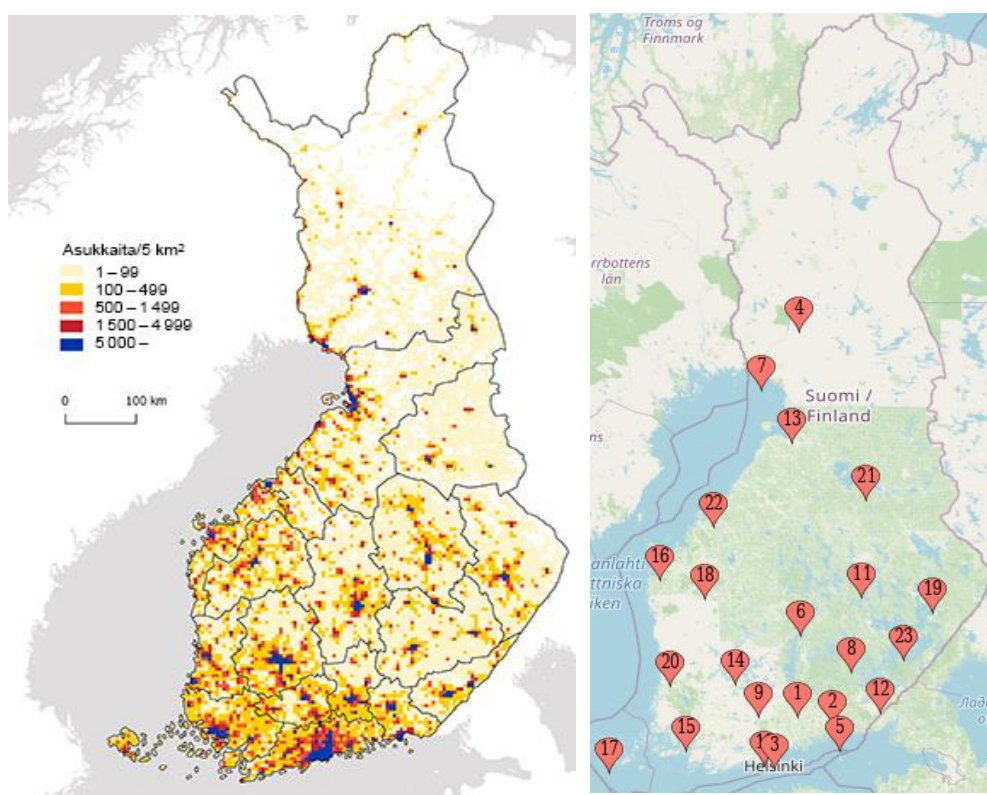 Asukkaita/5 km²
1 – 99
100 – 499
500 – 1 499
1 500 – 4 999
5 000 –
0 100 km
Troms og
Finnmark
rrbottens
län
4
7
Suomi /
Finland
13
ns
21
22
anlahti
ttniska
iken
16
18
11
19
6
23
20
14
8
9
1
2
12
15
5
17
3
Helsinki